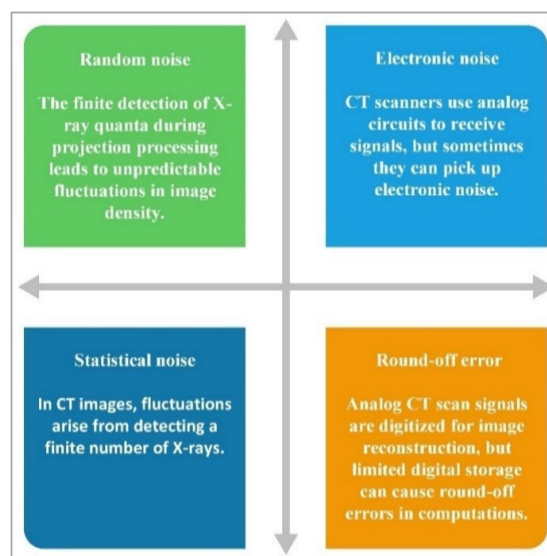 Random noise
The finite detection of X-
ray quanta during
projection processing
leads to unpredictable
fluctuations in image
density.
Electronic noise
CT scanners use analog
circuits to receive
signals, but sometimes
they can pick up
electronic noise.
Statistical noise
In CT images, fluctuations
arise from detecting a
finite number of X-rays.
Round-off error
Analog CT scan signals
are digitized for image
reconstruction, but
limited digital storage
can cause round-off
errors in computations.